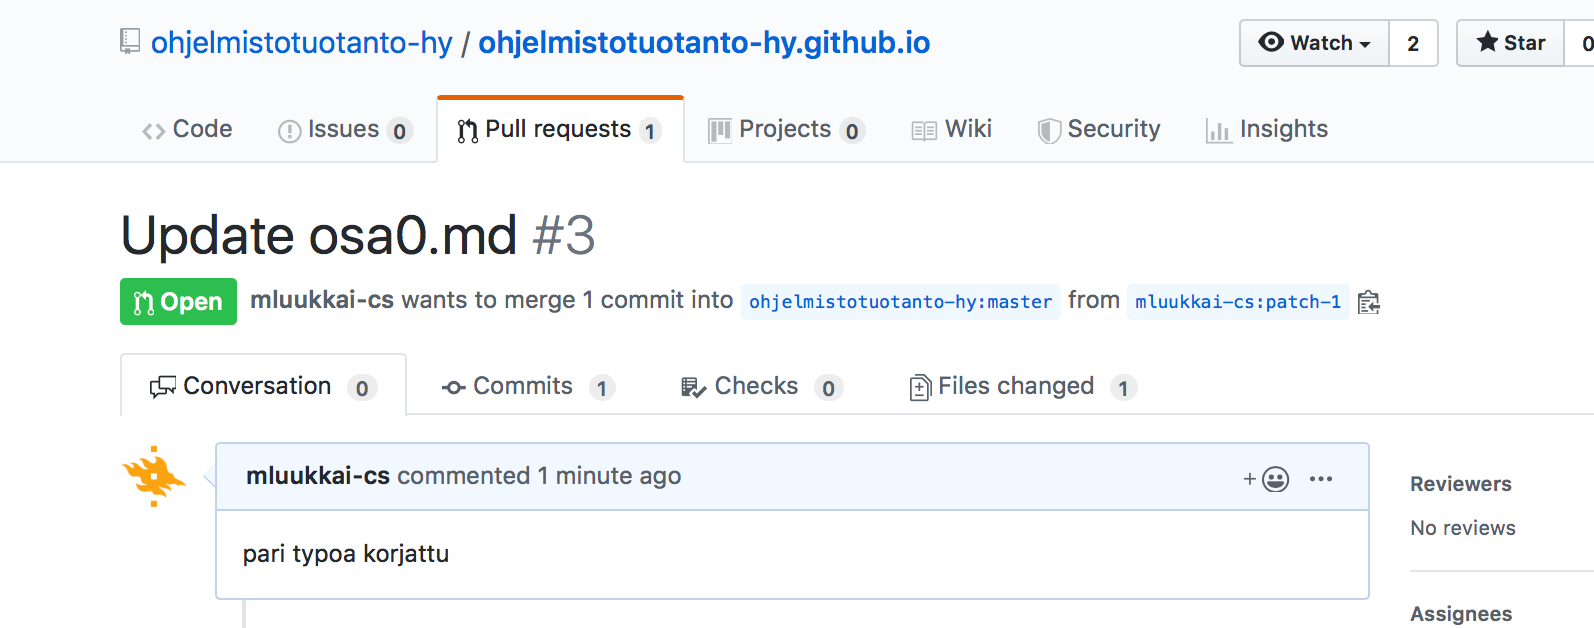 ohjelmistotuotanto-hy / ohjelmistotuotanto-hy.github.io Watch 2 Star 0
Code Issues 0 Pull requests 1 Projects 0 Wiki Security Insights
Update osa0.md #3
Open mluukkai-cs wants to merge 1 commit into ohjelmistotuotanto-hy:master from mluukkai-cs:patch-1
Conversation 0 Commits 1 Checks 0 Files changed 1
mluukkai-cs commented 1 minute ago
Reviewers
No reviews
pari typoa korjattu
Assignees